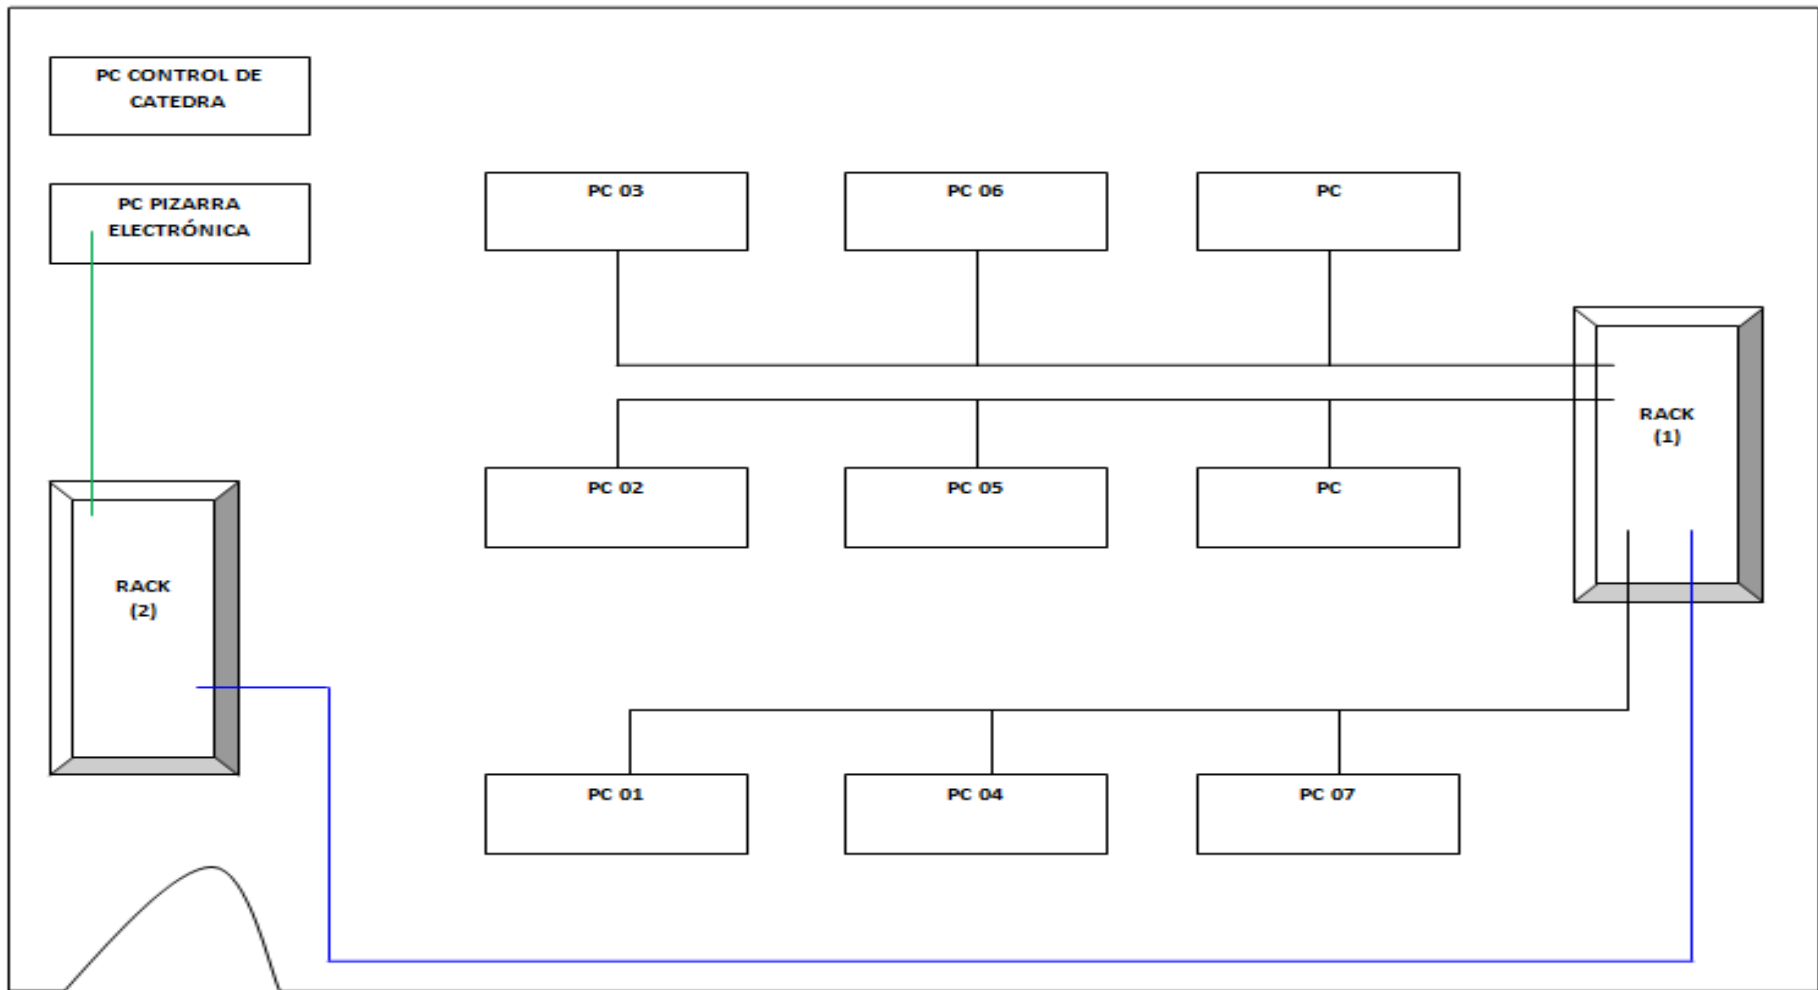 PC CONTROL DE
CATEDRA
PC PIZARRA
ELECTRÓNICA
PC 03
PC 06
PC
RACK
(1)
PC 02
PC 05
PC
RACK
(2)
PC 01
PC 04
PC 07